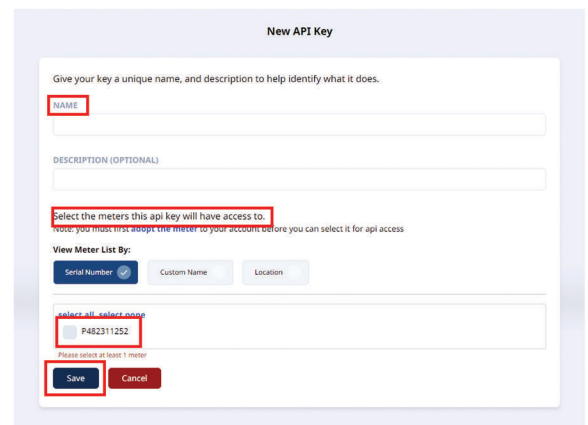 New API Key
Give your key a unique name, and description to help identify what it does.
NAME
DESCRIPTION (OPTIONAL)
Select the meters this api key will have access to.
Note: you must first adopt the meter to your account before you can select it for api access
View Meter List By:
Serial Number Custom Name Location
select all, select none
P482311252
Please select at least 1 meter
Save Cancel